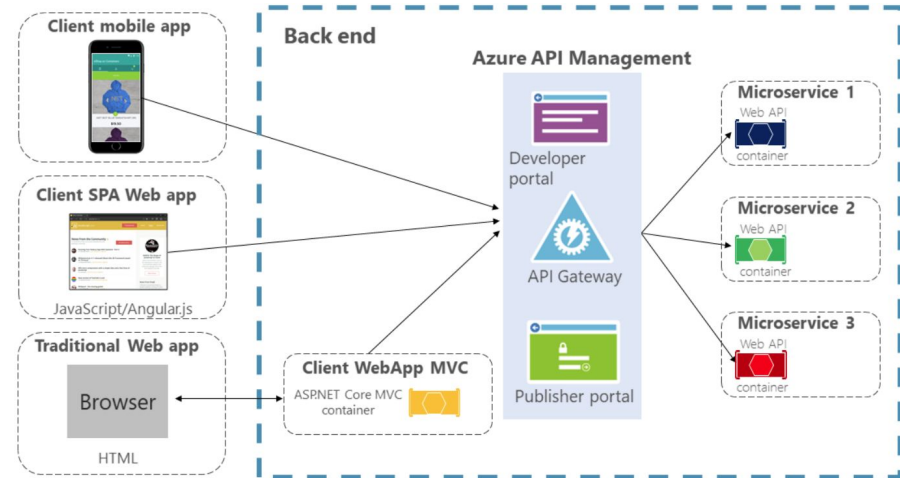 Client mobile app
Back end
Azure API Management
Developer
portal
API Gateway
Publisher portal
Microservice 1
Web API
container
Client SPA Web app
JavaScript/Angular.js
Microservice 2
Web API
container
Traditional Web app
Browser
HTML
Client WebApp MVC
ASP.NET Core MVC
container
Microservice 3
Web API
container